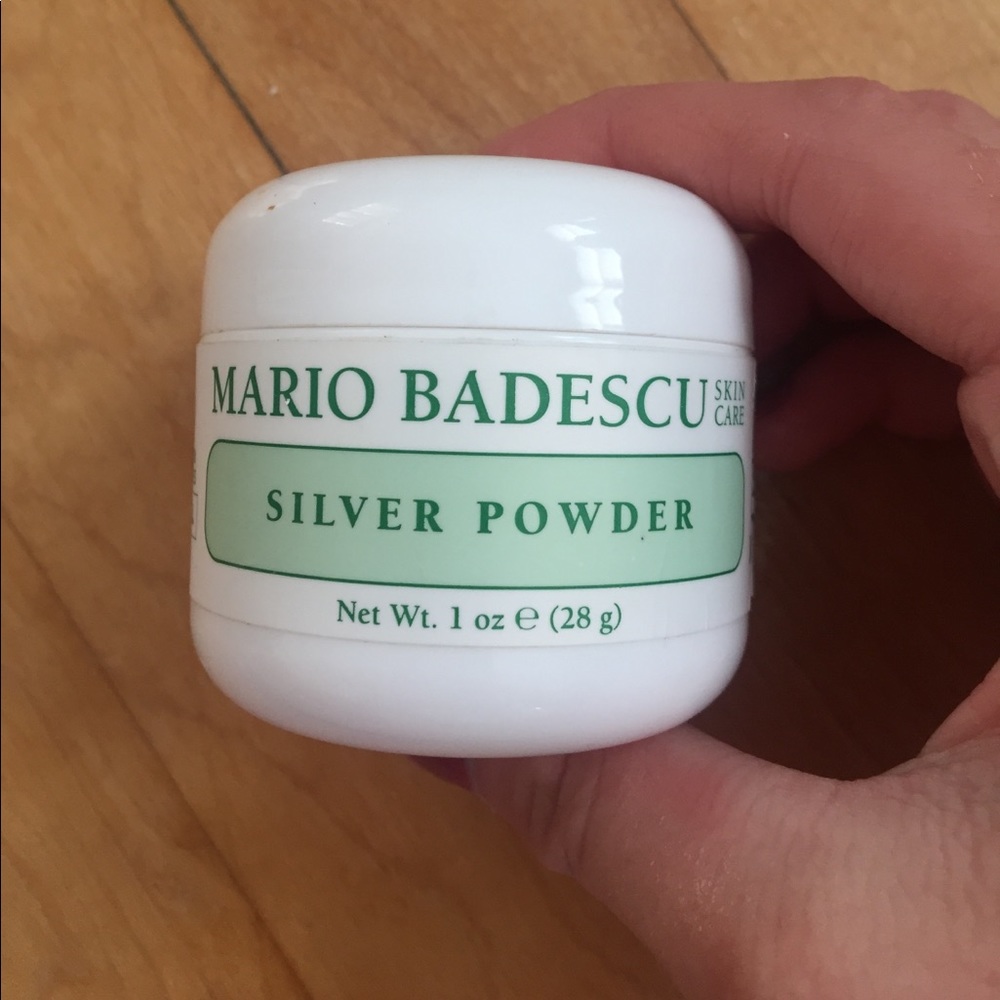 MARIO BADESCU SKIN CARE
SILVER POWDER
Net Wt. 1 oz ℮ (28 g)